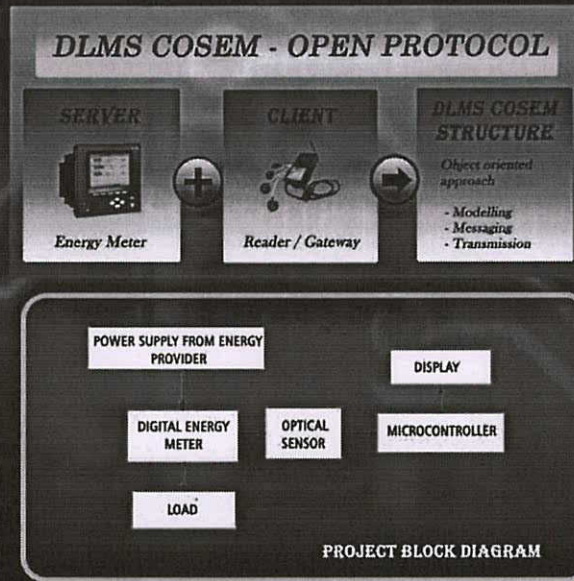 DLMS COSEM - OPEN PROTOCOL
SERVER
Energy Meter
CLIENT
Reader / Gateway
DLMS COSEM
STRUCTURE
Object oriented
approach
- Modelling
- Messaging
- Transmission
POWER SUPPLY FROM ENERGY
PROVIDER
DIGITAL ENERGY
METER
LOAD
OPTICAL
SENSOR
DISPLAY
MICROCONTROLLER
PROJECT BLOCK DIAGRAM